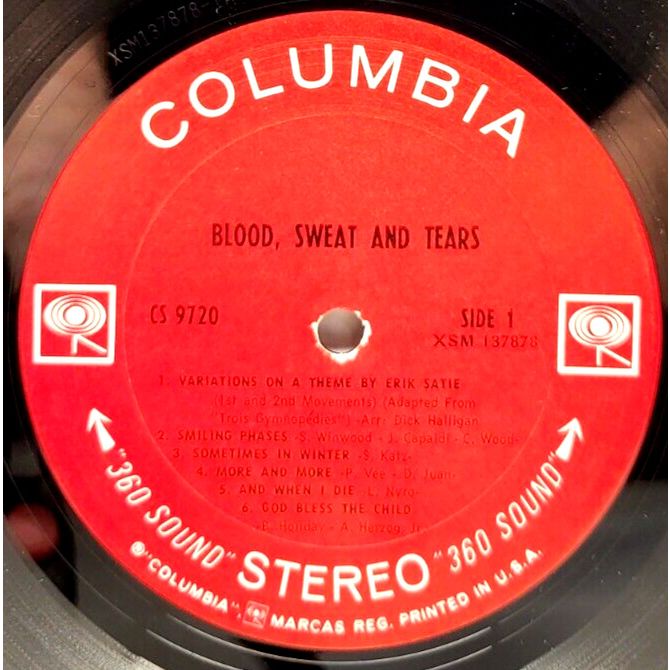 XSM137878-1
COLUMBIA
BLOOD, SWEAT AND TEARS
CS 9720
SIDE 1
XSM 137878
1. VARIATIONS ON A THEME BY ERIK SATIE
(1st and 2nd Movements) (Adapted From
"Trois Gymnopedies") -Arr: Dick Halligan
2. SMILING PHASES -S. Winwood - J. Capaldi - C. Wood-
3. SOMETIMES IN WINTER -S. Katz-
4. MORE AND MORE -P. Vee - D. Juan-
5. AND WHEN I DIE -L. Nyro-
6. GOD BLESS THE CHILD
-B. Holiday - A. Herzog, Jr.-
"360 SOUND" STEREO "360 SOUND"
®"COLUMBIA", MARCAS REG. PRINTED IN U.S.A.